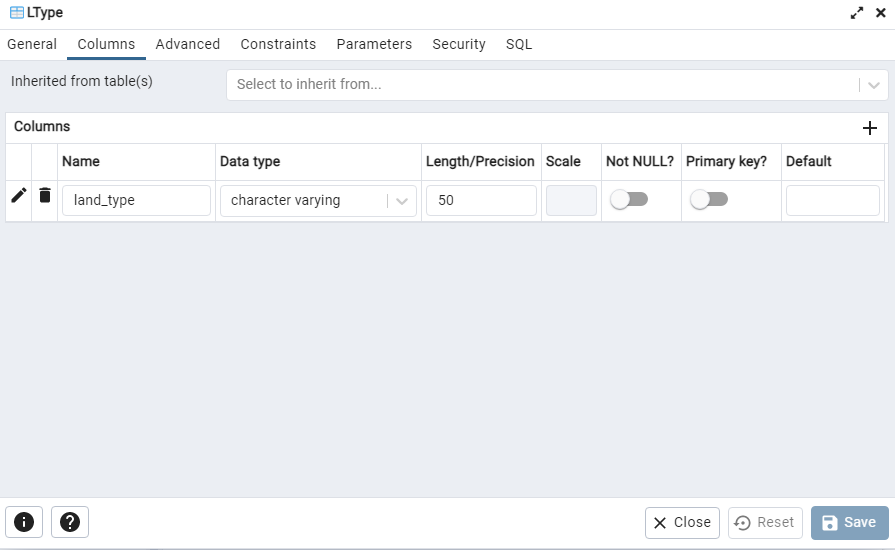 LType
General Columns Advanced Constraints Parameters Security SQL
Inherited from table(s) Select to inherit from...
Columns
Name Data type Length/Precision Scale Not NULL? Primary key? Default
land_type character varying 50
Close Reset Save